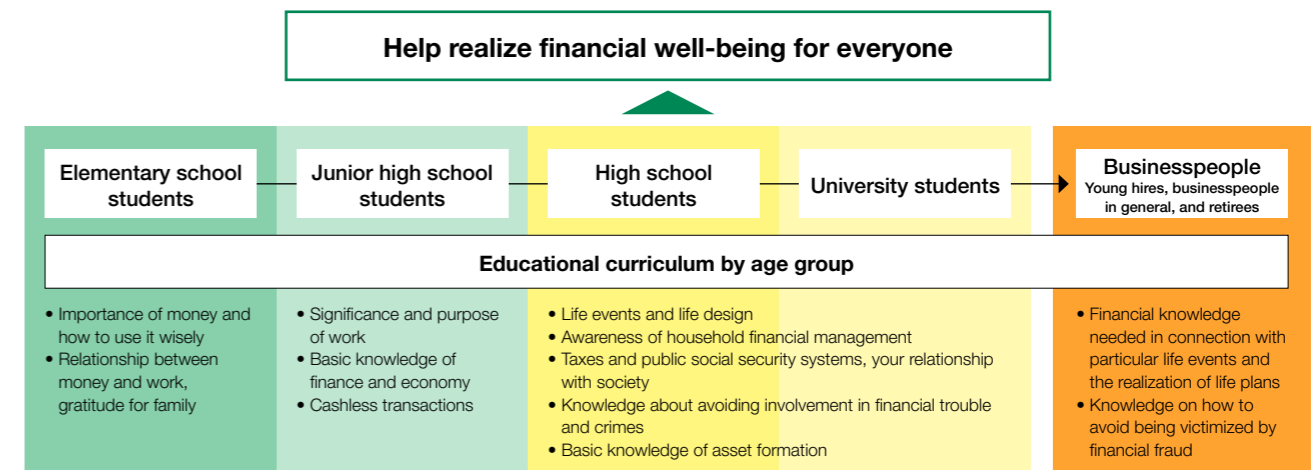 Help realize financial well-being for everyone
Elementary school
students
Junior high school
students
High school
students
University students
Businesspeople
Young hires, businesspeople
in general, and retirees
Educational curriculum by age group
• Importance of money and
how to use it wisely
• Relationship between
money and work,
gratitude for family
• Significance and purpose
of work
• Basic knowledge of
finance and economy
• Cashless transactions
• Life events and life design
• Awareness of household financial management
• Taxes and public social security systems, your relationship
with society
• Knowledge about avoiding involvement in financial trouble
and crimes
• Basic knowledge of asset formation
• Financial knowledge
needed in connection with
particular life events and
the realization of life plans
• Knowledge on how to
avoid being victimized by
financial fraud